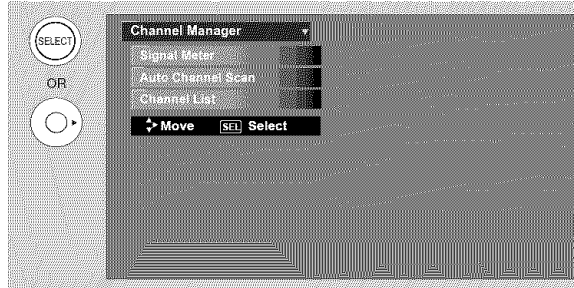 SELECT
OR
Channel Manager
Signal Meter
Auto Channel Scan
Channel List
Move SEL Select